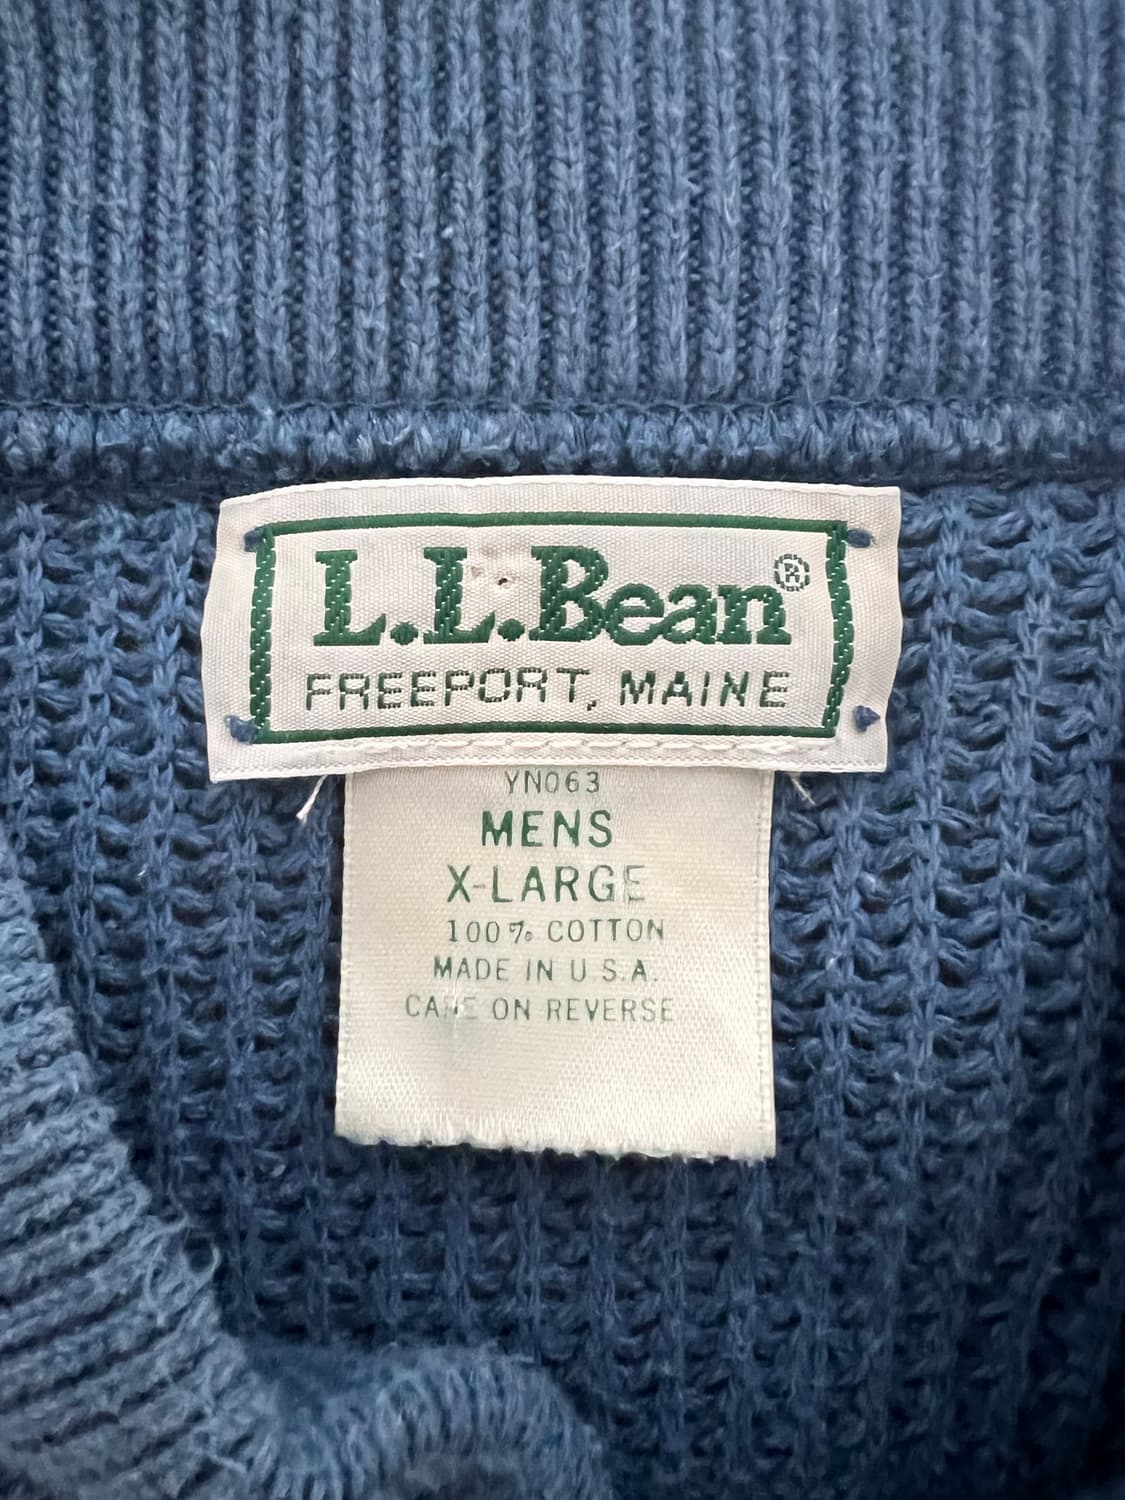 L.L.Bean®
FREEPORT, MAINE
YN063
MENS
X-LARGE
100% COTTON
MADE IN U.S.A.
CARE ON REVERSE